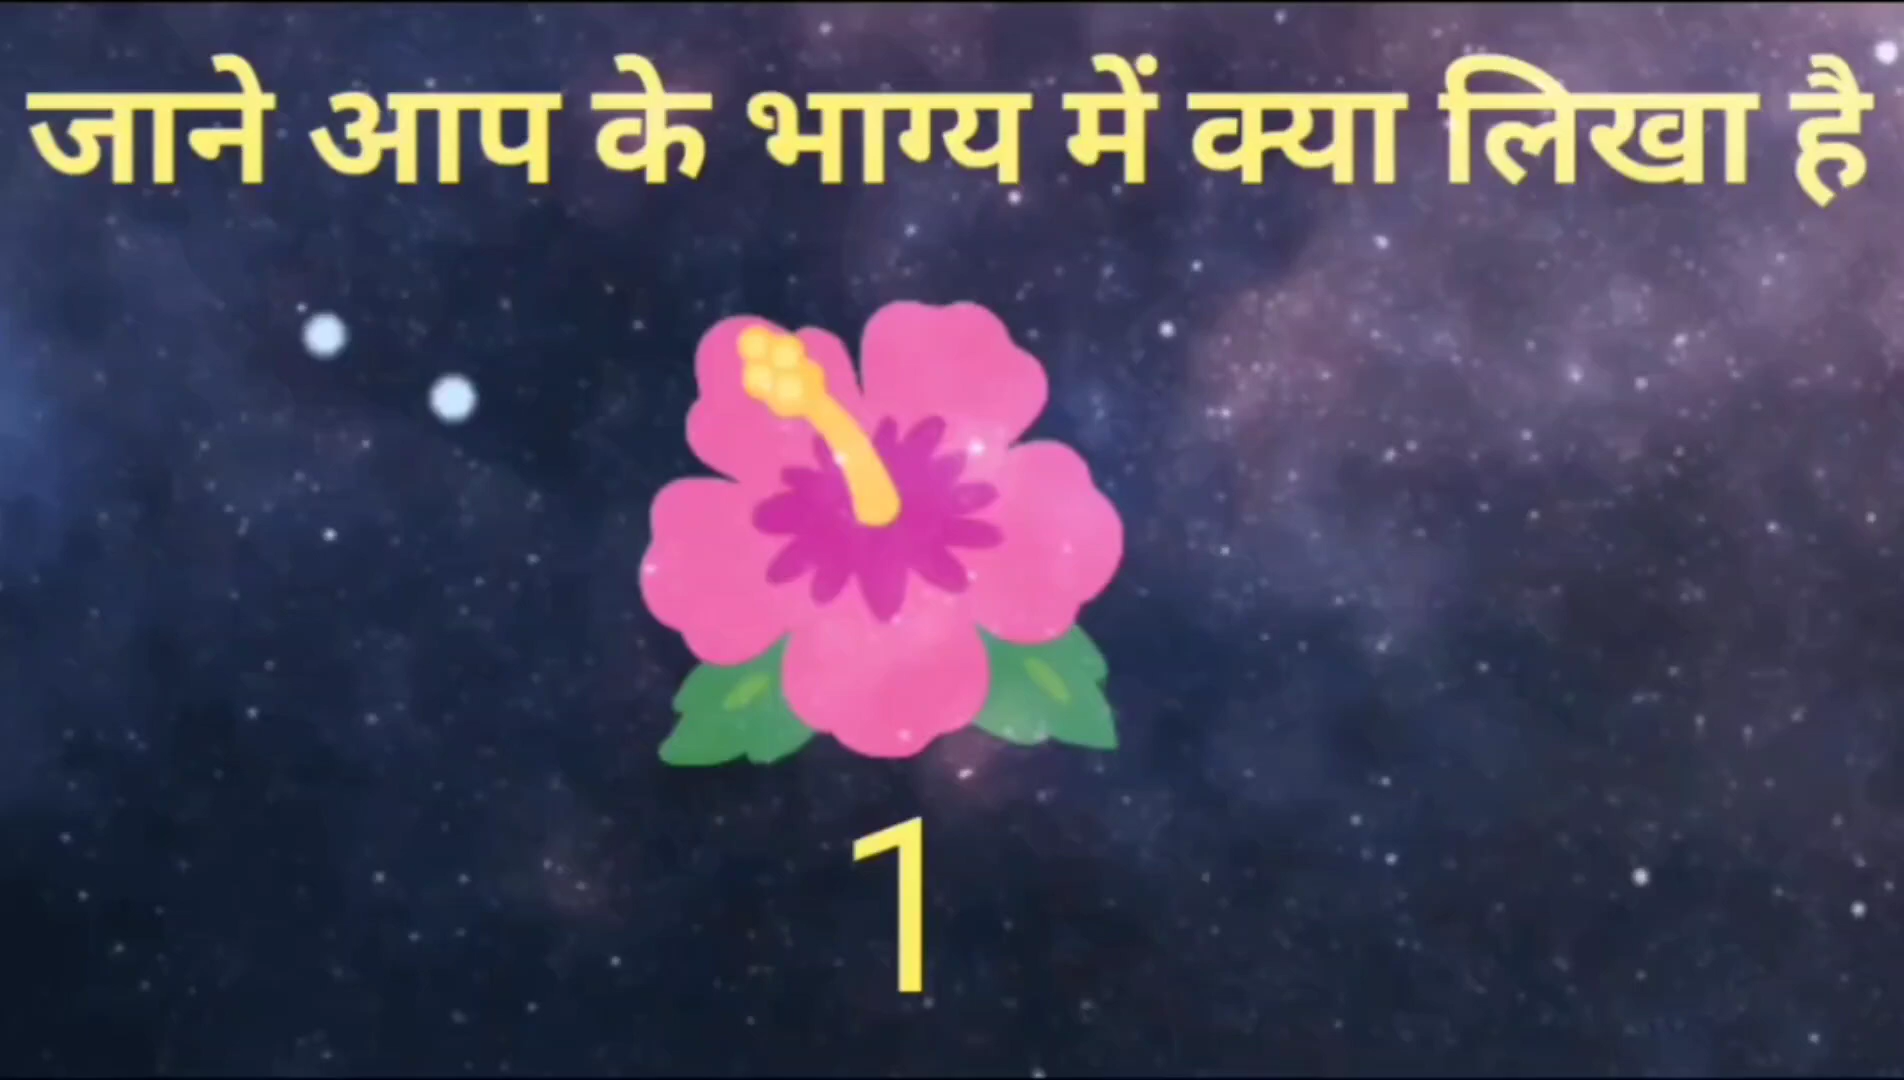 जाने आप के भाग्य में क्या लिखा है
1